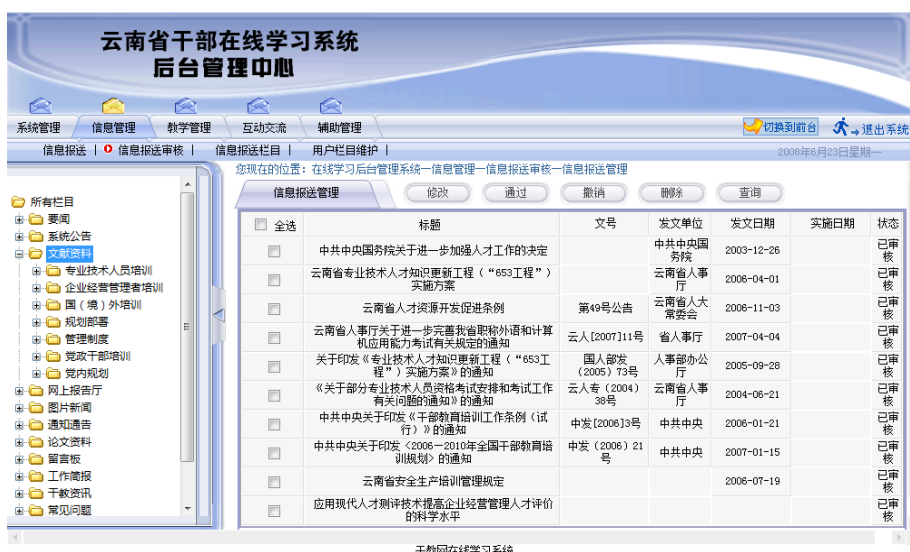 云南省干部在线学习系统
后台管理中心
系统管理 信息管理 教学管理 互动交流 辅助管理 切换到前台 退出系统
信息报送 | 信息报送审核 | 信息报送栏目 | 用户栏目维护 | 2008年6月23日星期一
您现在的位置：在线学习后台管理系统—信息管理—信息报送审核—信息报送管理
信息报送管理 修改 通过 撤销 删除 查询
所有栏目
要闻
系统公告
文献资料
专业技术人员培训
企业经营管理者培训
国（境）外培训
规划部署
管理制度
党政干部培训
党内规划
网上报告厅
图片新闻
通知通告
论文资料
留言板
工作简报
干教资讯
常见问题
全选 标题 文号 发文单位 发文日期 实施日期 状态
中共中央国务院关于进一步加强人才工作的决定 中共中央国务院 2003-12-26 已审核
云南省专业技术人才知识更新工程（“653工程”）实施方案 云南省人事厅 2006-04-01 已审核
云南省人才资源开发促进条例 第49号公告 云南省人大常委会 2006-11-03 已审核
云南省人事厅关于进一步完善我省职称外语和计算机应用能力考试有关规定的通知 云人[2007]11号 省人事厅 2007-04-04 已审核
关于印发《专业技术人才知识更新工程（“653工程”）实施方案》的通知 国人部发（2005）73号 人事部办公厅 2005-09-28 已审核
《关于部分专业技术人员资格考试安排和考试工作有关问题的通知》的通知 云人专（2004）38号 云南省人事厅 2004-06-21 已审核
中共中央关于印发《干部教育培训工作条例（试行）》的通知 中发[2006]3号 中共中央 2006-01-21 已审核
中共中央关于印发〈2006－2010年全国干部教育培训规划〉的通知 中发（2006）21号 中共中央 2007-01-15 已审核
云南省安全生产培训管理规定 2006-07-19 已审核
应用现代人才测评技术提高企业经营管理人才评价的科学水平 已审核
干教网在线学习系统